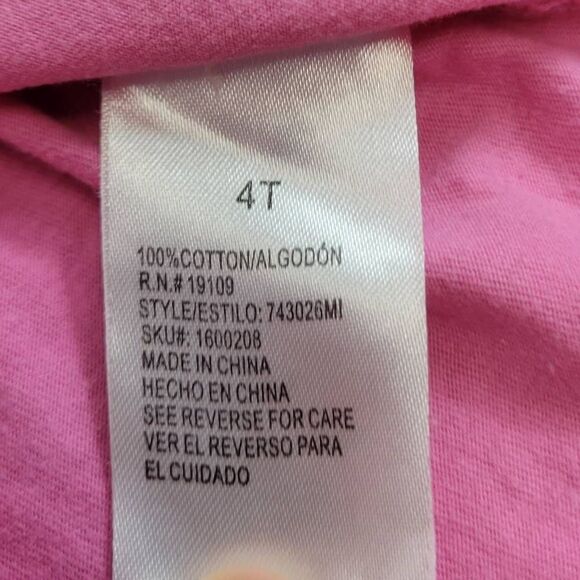 4T
100%COTTON/ALGODÓN
R.N.# 19109
STYLE/ESTILO: 743026MI
SKU#: 1600208
MADE IN CHINA
HECHO EN CHINA
SEE REVERSE FOR CARE
VER EL REVERSO PARA
EL CUIDADO